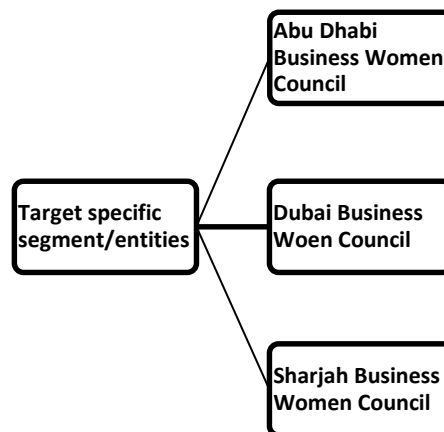 Abu Dhabi
Business Women
Council
Target specific
segment/entities
Dubai Business
Woen Council
Sharjah Business
Women Council